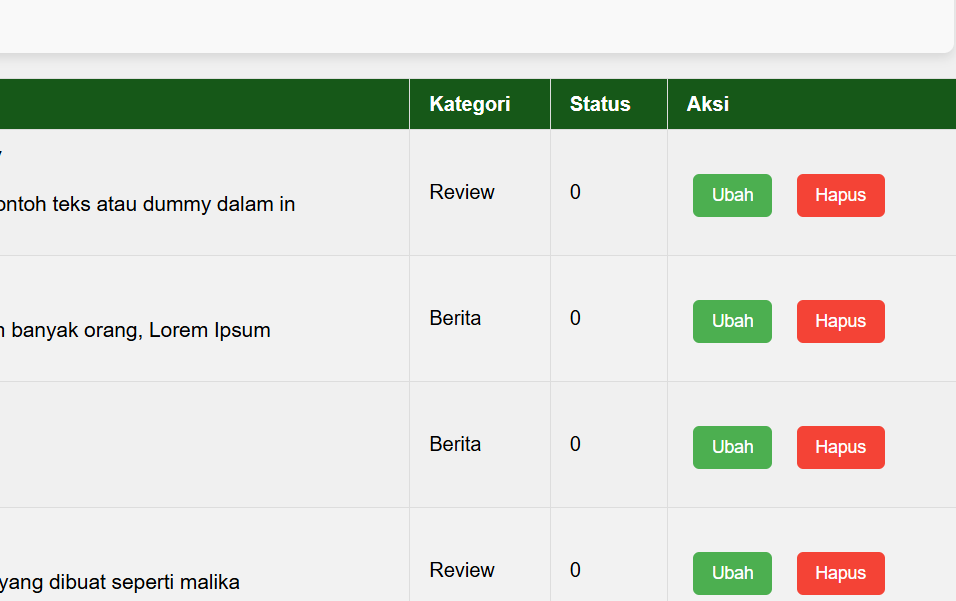 Kategori Status Aksi
ontoh teks atau dummy dalam in
Review 0 Ubah Hapus
banyak orang, Lorem Ipsum
Berita 0 Ubah Hapus
Berita 0 Ubah Hapus
yang dibuat seperti malika
Review 0 Ubah Hapus